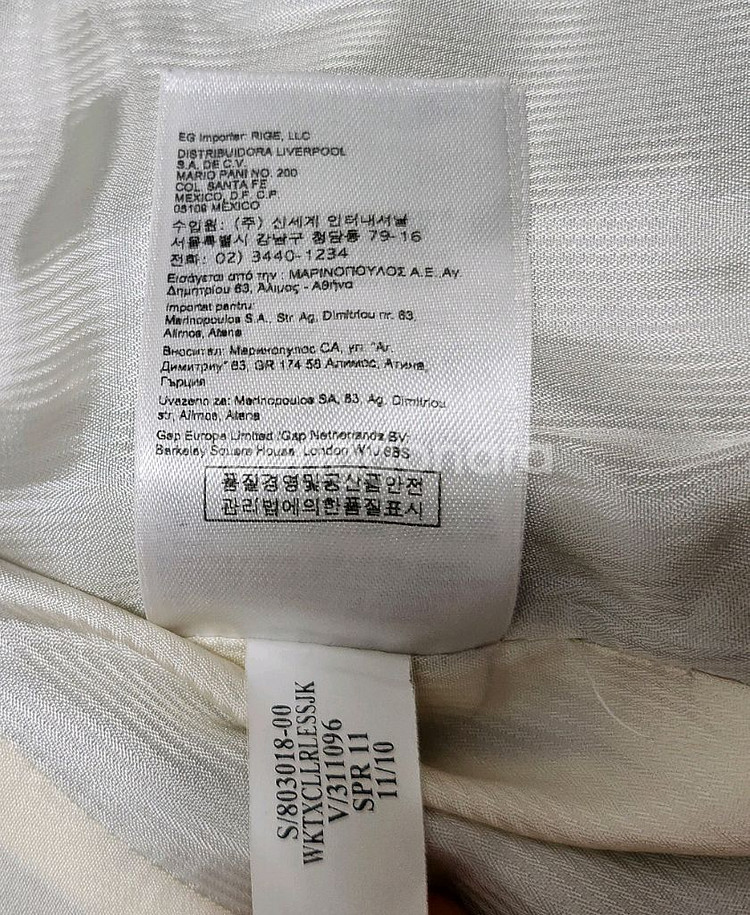 EG Importer: RIGE, LLC
DISTRIBUIDORA LIVERPOOL
S.A. DE C.V.
MARIO PANI NO. 200
COL. SANTA FE
MEXICO, D.F. C.P.
05109 MEXICO
수입원: (주) 신세계 인터내셔날
서울특별시 강남구 청담동 79-16
전화: 02) 3440-1234
Εισάγεται από την : ΜΑΡΙΝΟΠΟΥΛΟΣ Α.Ε.,Αγ.
Δημητρίου 63, Άλιμος - Αθήνα
Importat pentru:
Marinopoulos S.A., Str Ag. Dimitriou nr. 63,
Alimos, Atena
Вносител: Маринопулос СА, ул. "Аг.
Димитриу" 63, GR 174 56 Алимос, Атина,
Гърция
Uvezeno za: Marinopoulos SA, 63, Ag. Dimitriou
str, Alimos, Atena
Gap Europe Limited /Gap Netherlands BV:
Berkeley Square House, London W1J 6BS
품질경영및공산품안전
관리법에의한품질표시
S/803018-00
WKTXCLLRLESSJK
V/311096
SPR 11
11/10